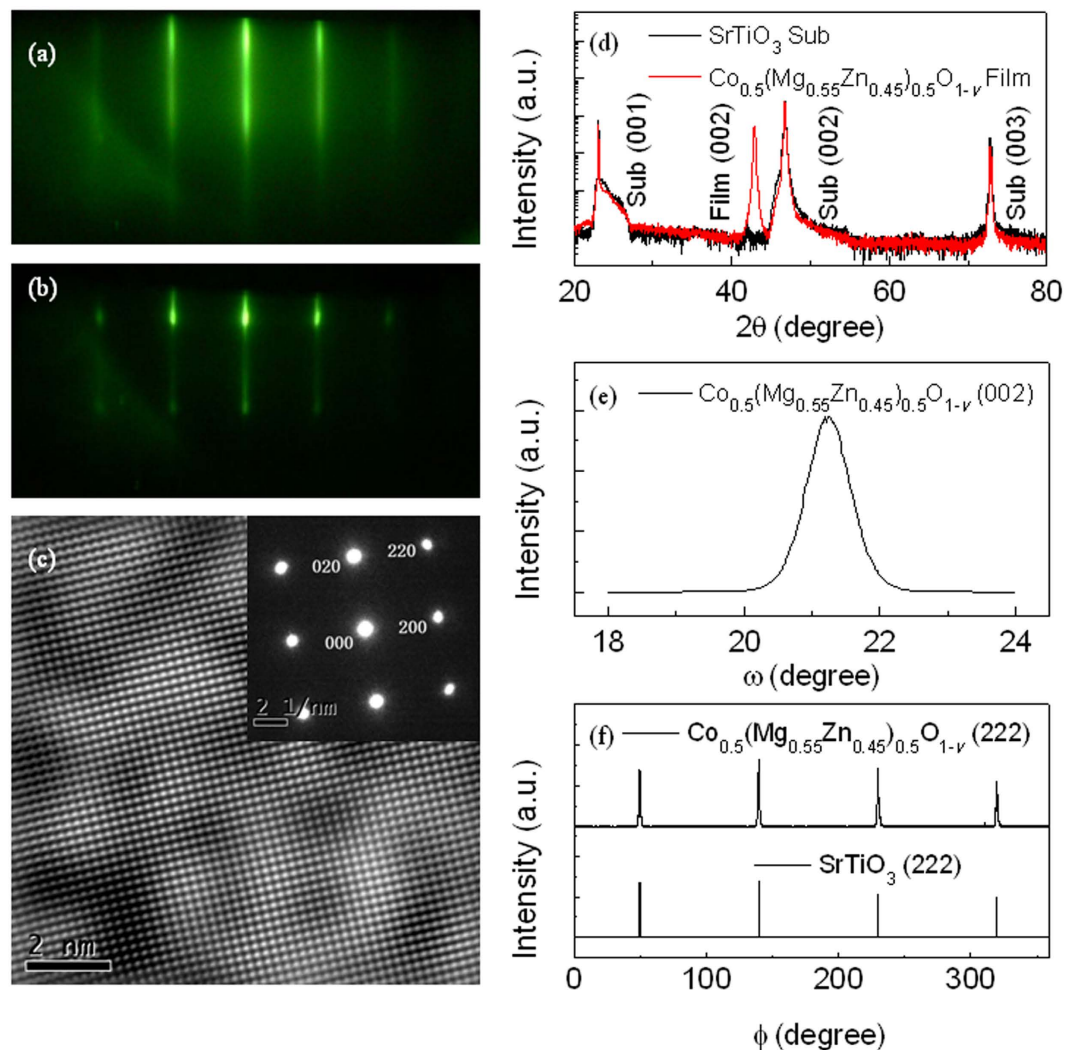 (a)
(b)
(c)
020
220
000
200
2 1/nm
2 nm
(d)
SrTiO₃ Sub
Co₀.₅(Mg₀.₅₅Zn₀.₄₅)₀.₅O₁₋ᵥ Film
Sub (001)
Film (002)
Sub (002)
Sub (003)
Intensity (a.u.)
20 40 60 80
2θ (degree)
(e)
Co₀.₅(Mg₀.₅₅Zn₀.₄₅)₀.₅O₁₋ᵥ (002)
Intensity (a.u.)
18 20 22 24
ω (degree)
(f)
Co₀.₅(Mg₀.₅₅Zn₀.₄₅)₀.₅O₁₋ᵥ (222)
Intensity (a.u.)
SrTiO₃ (222)
Intensity (a.u.)
0 100 200 300
ϕ (degree)